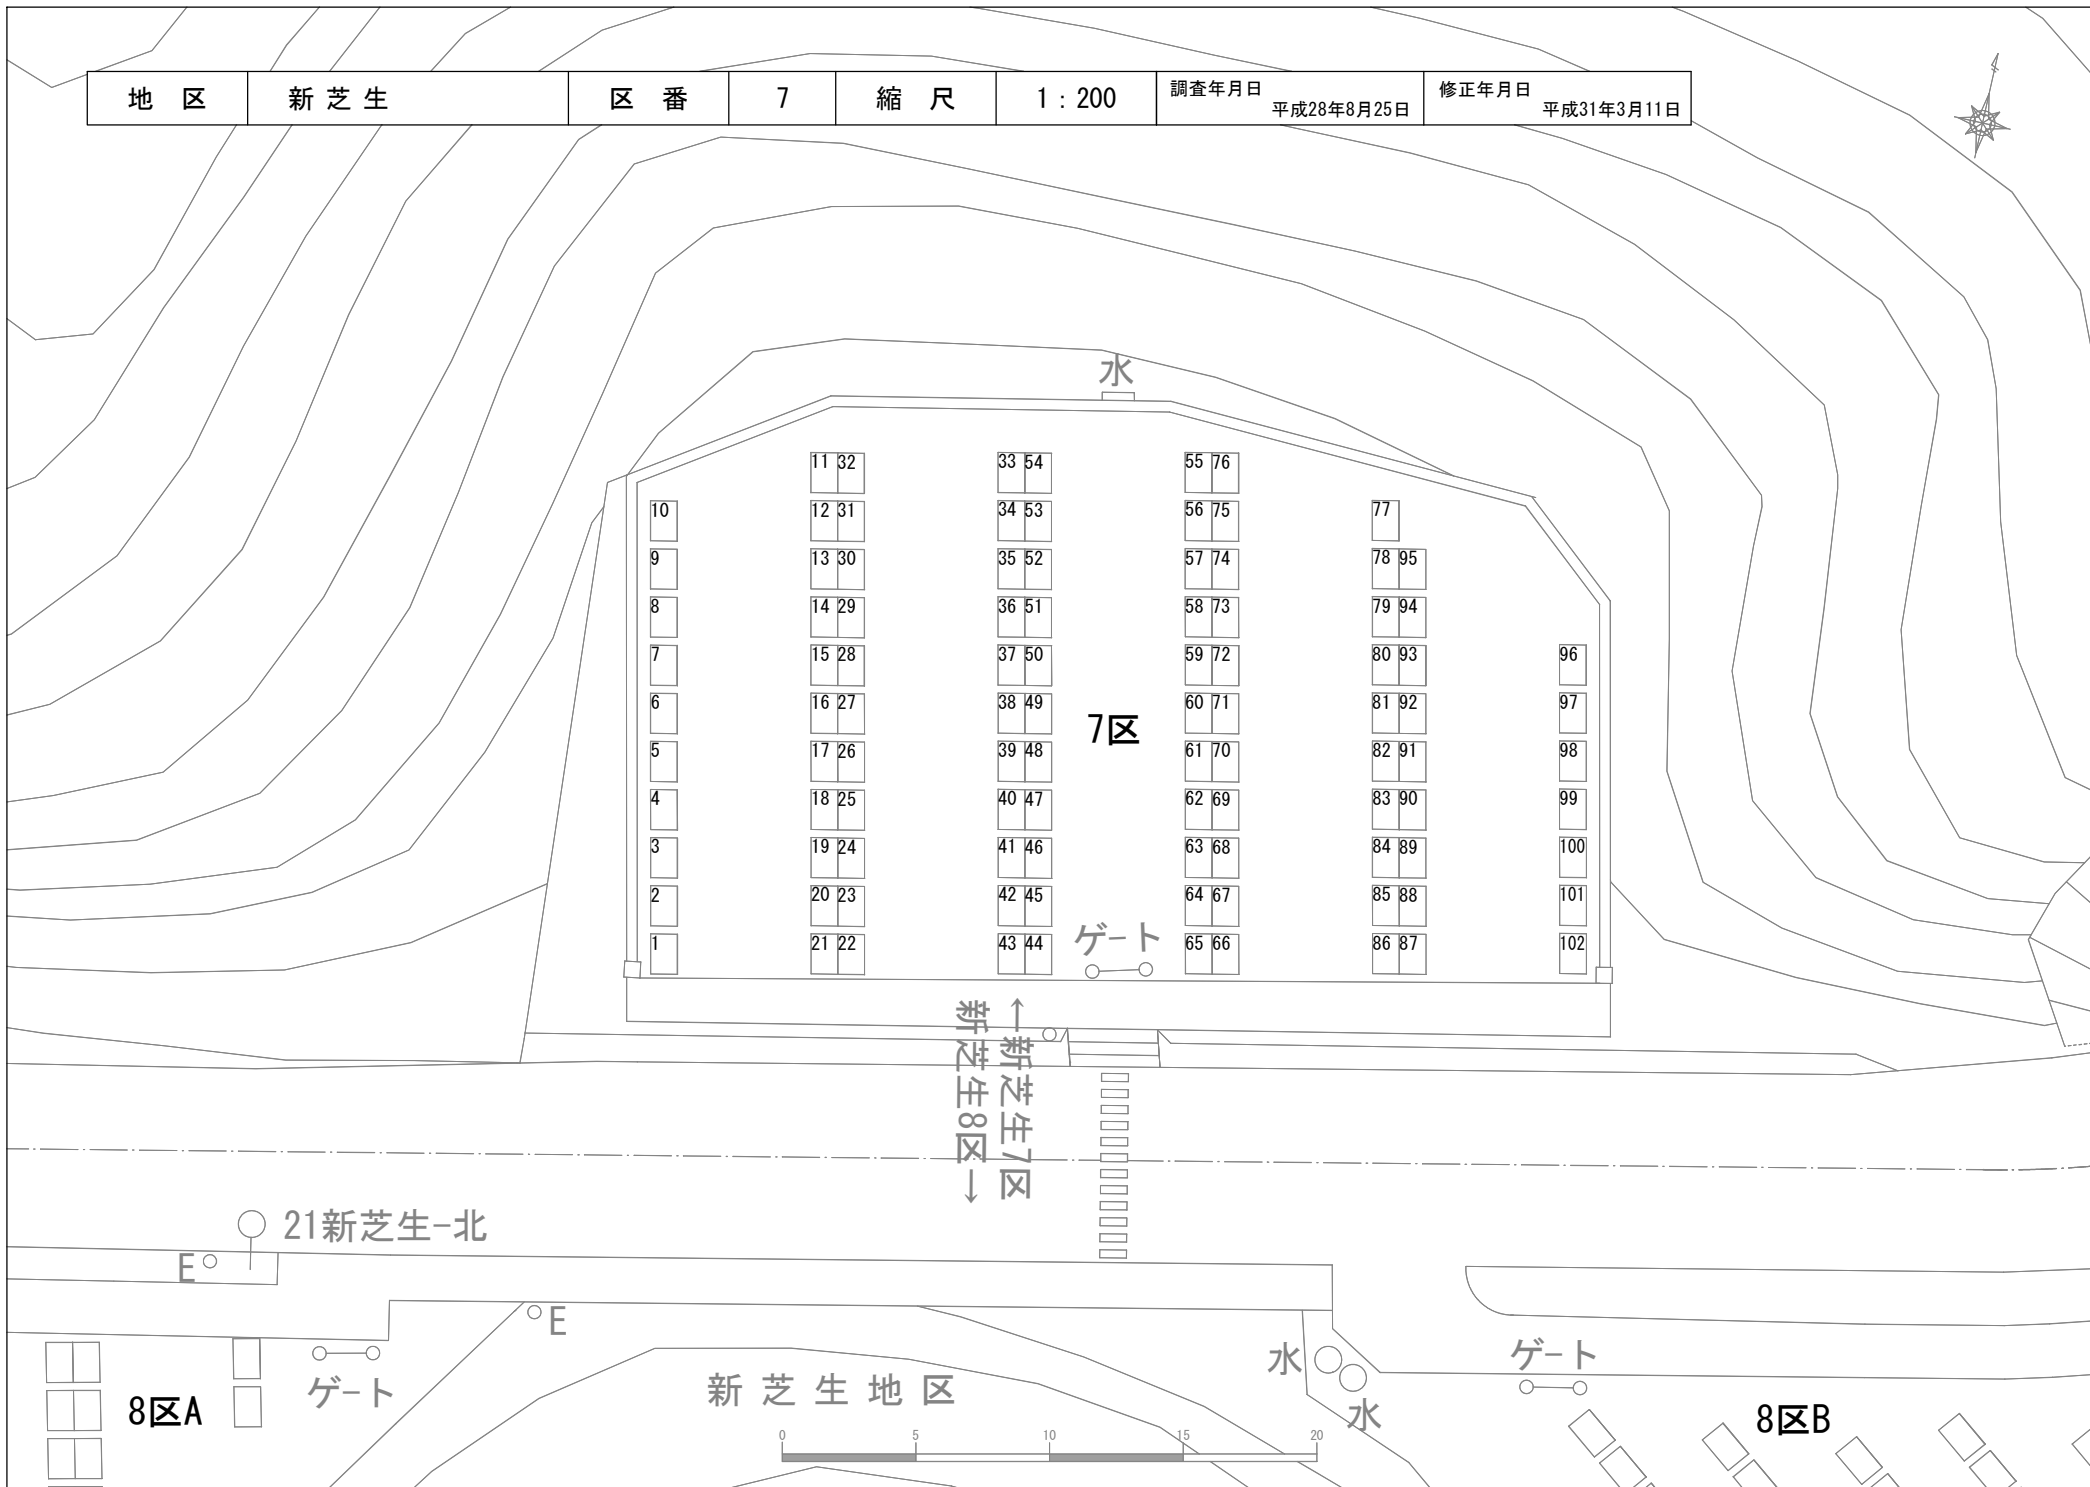 地 区 新 芝 生 区 番 7 縮 尺 1 : 200 調査年月日 平成28年8月25日 修正年月日 平成31年3月11日
水
11 32 33 54 55 76
10 12 31 34 53 56 75 77
9 13 30 35 52 57 74 78 95
8 14 29 36 51 58 73 79 94
7 15 28 37 50 59 72 80 93 96
6 16 27 38 49 60 71 81 92 97
7区
5 17 26 39 48 61 70 82 91 98
4 18 25 40 47 62 69 83 90 99
3 19 24 41 46 63 68 84 89 100
2 20 23 42 45 64 67 85 88 101
1 21 22 43 44 65 66 86 87 102
ゲート
←新芝生7区
新芝生8区→
21新芝生-北
E
E
ゲート
8区A
新 芝 生 地 区
水
水
ゲート
8区B
0 5 10 15 20